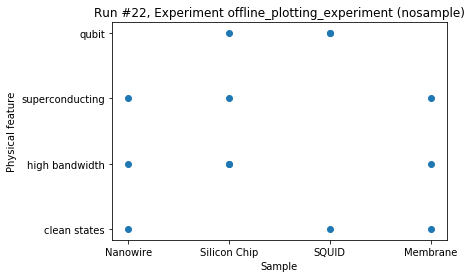 Run #22, Experiment offline_plotting_experiment (nosample)
qubit
superconducting
high bandwidth
clean states
Physical feature
Nanowire Silicon Chip SQUID Membrane
Sample